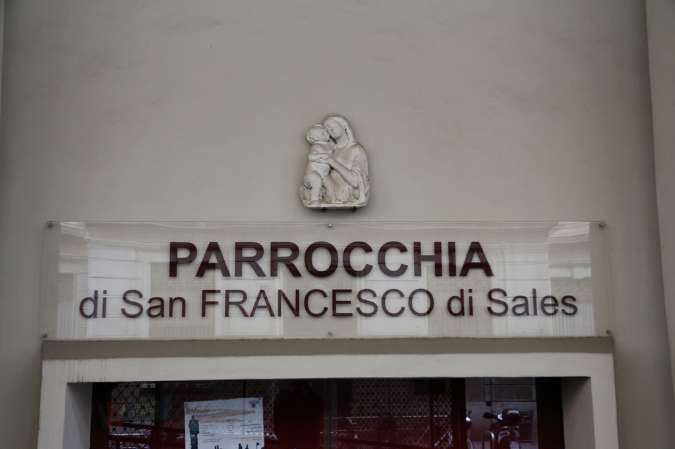 PARROCCHIA
di San FRANCESCO di Sales